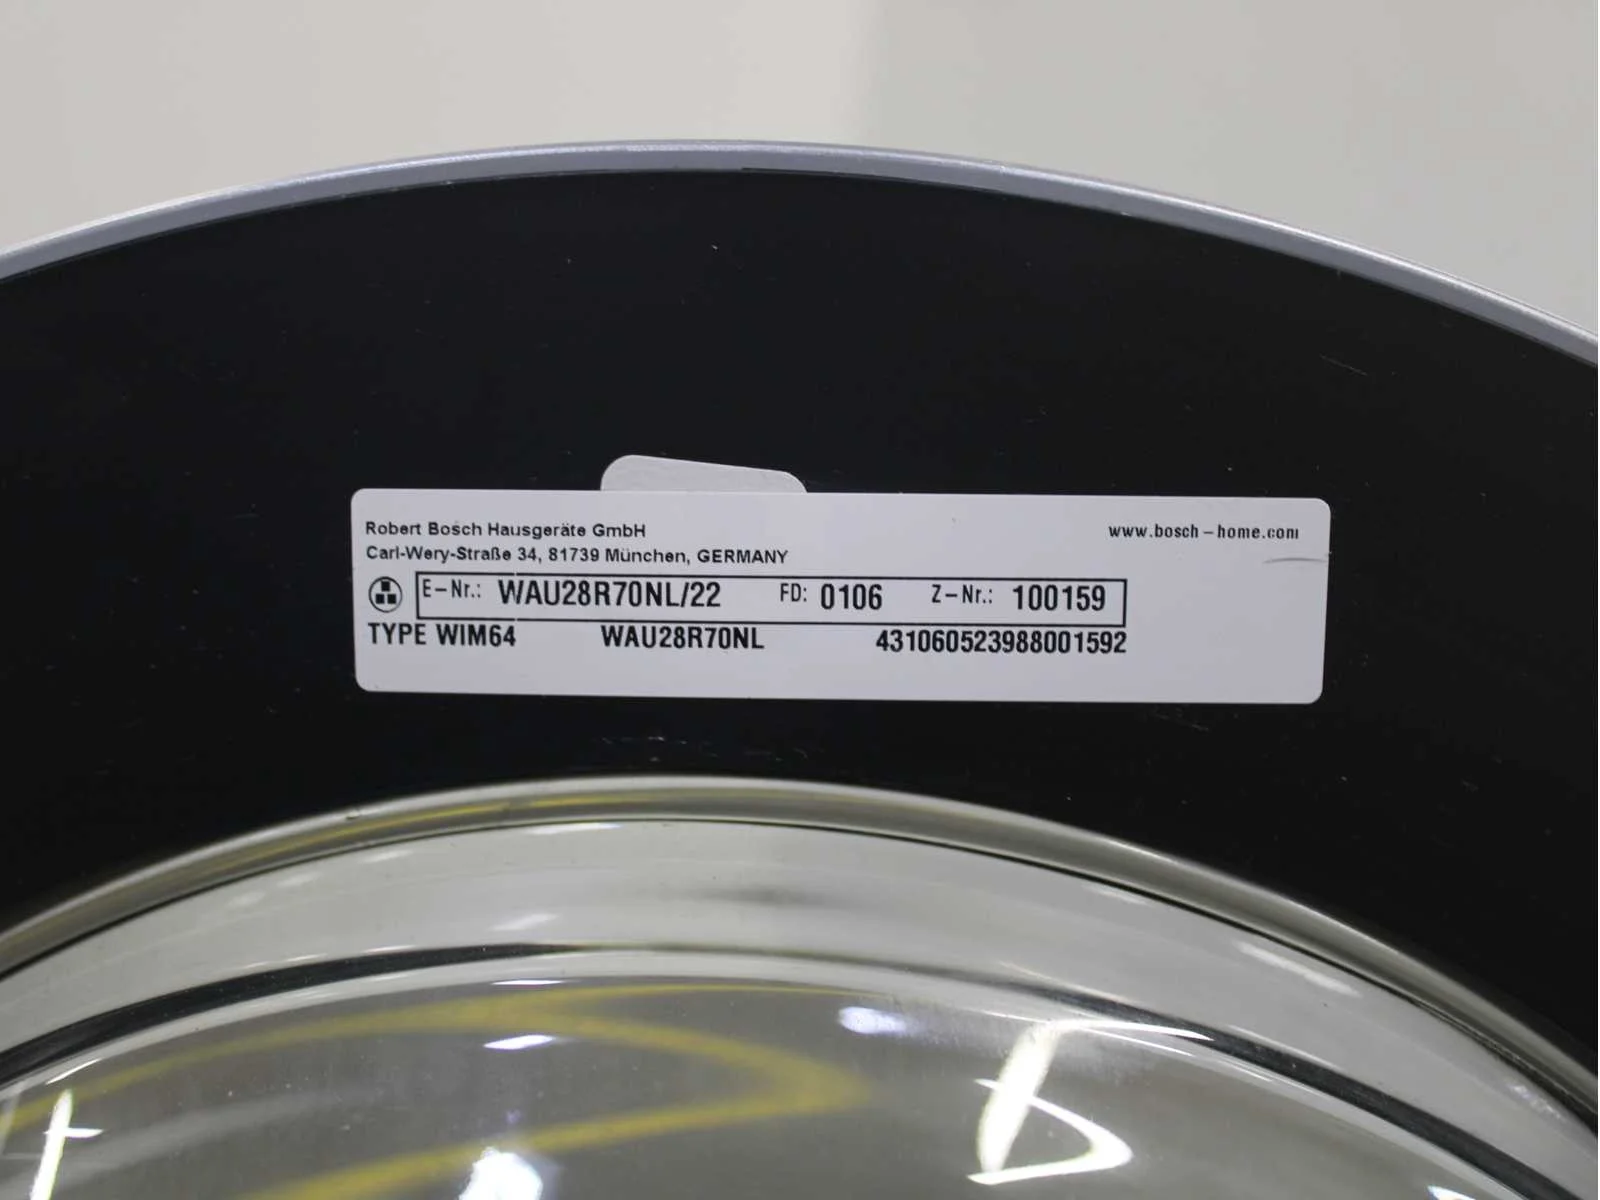 Robert Bosch Hausgeräte GmbH
www.bosch-home.com
Carl-Wery-Straße 34, 81739 München, GERMANY
E-Nr.: WAU28R70NL/22 FD: 0106 Z-Nr.: 100159
TYPE WIM64 WAU28R70NL 431060523988001592